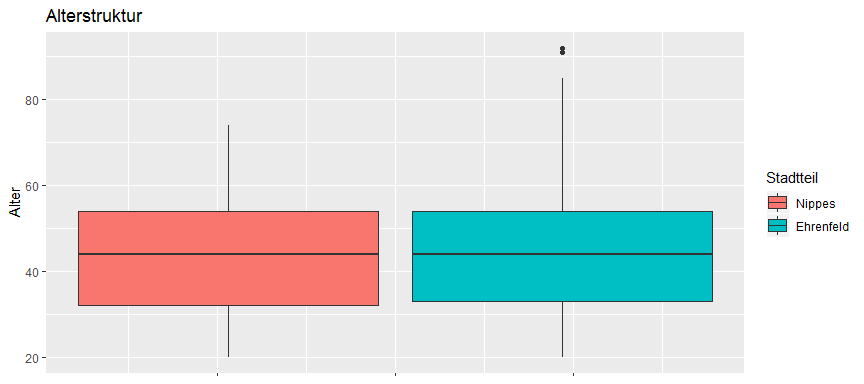 Alterstruktur
80
60
40
20
Alter
Stadtteil
Nippes
Ehrenfeld